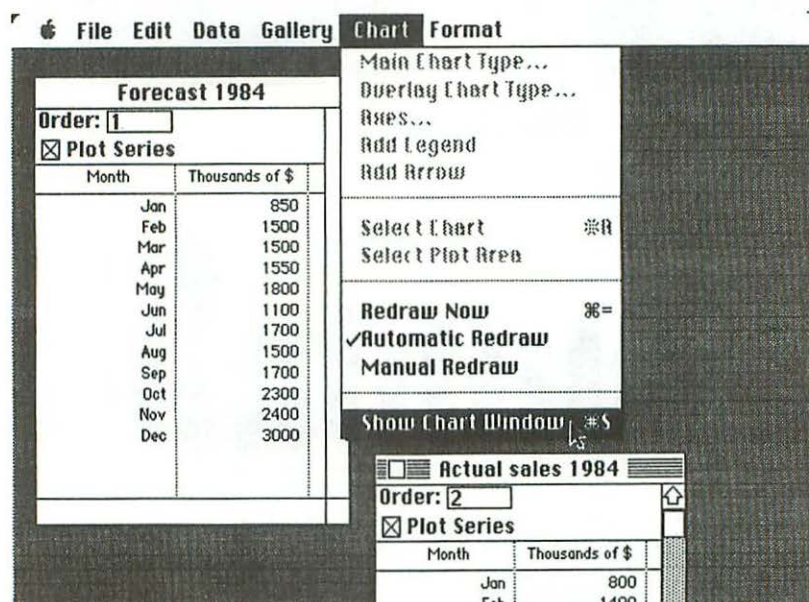 File Edit Data Gallery Chart Format
Forecast 1984
Order: 1
Plot Series
Month Thousands of $
Jan 850
Feb 1500
Mar 1500
Apr 1550
May 1800
Jun 1100
Jul 1700
Aug 1500
Sep 1700
Oct 2300
Nov 2400
Dec 3000
Main Chart Type...
Overlay Chart Type...
Axes...
Add Legend
Add Arrow
Select Chart ⌘A
Select Plot Area
Redraw Now ⌘=
✓Automatic Redraw
Manual Redraw
Show Chart Window ⌘S
Actual sales 1984
Order: 2
Plot Series
Month Thousands of $
Jan 800
Feb 1400